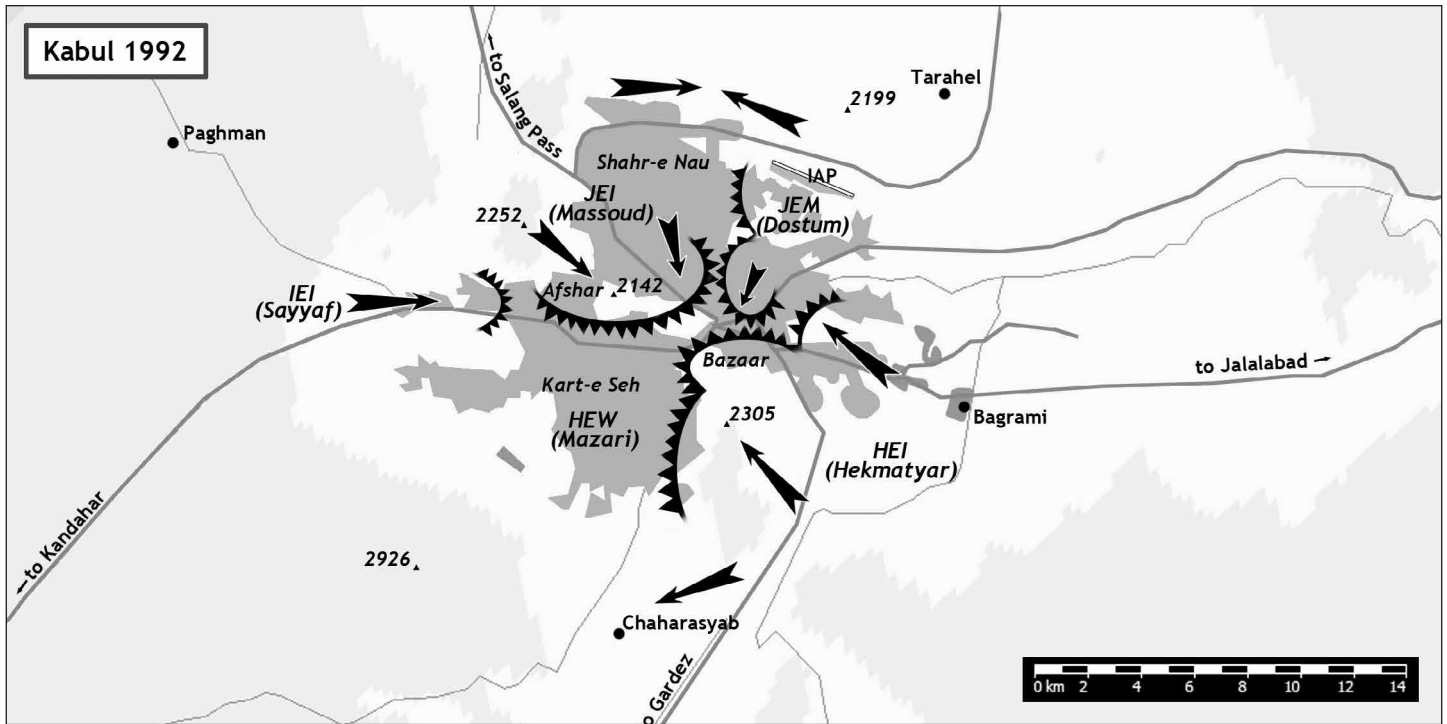 Kabul 1992
← to Salang Pass
Tarahel
2199
Paghman
Shahr-e Nau
IAP
JEI
(Massoud)
JEM
(Dostum)
2252
Afshar
2142
IEI
(Sayyaf)
Bazaar
to Jalalabad →
Kart-e Seh
2305
Bagrami
HEW
(Mazari)
HEI
(Hekmatyar)
← to Kandahar
2926
Chaharasyab
o Gardez
0 km 2 4 6 8 10 12 14